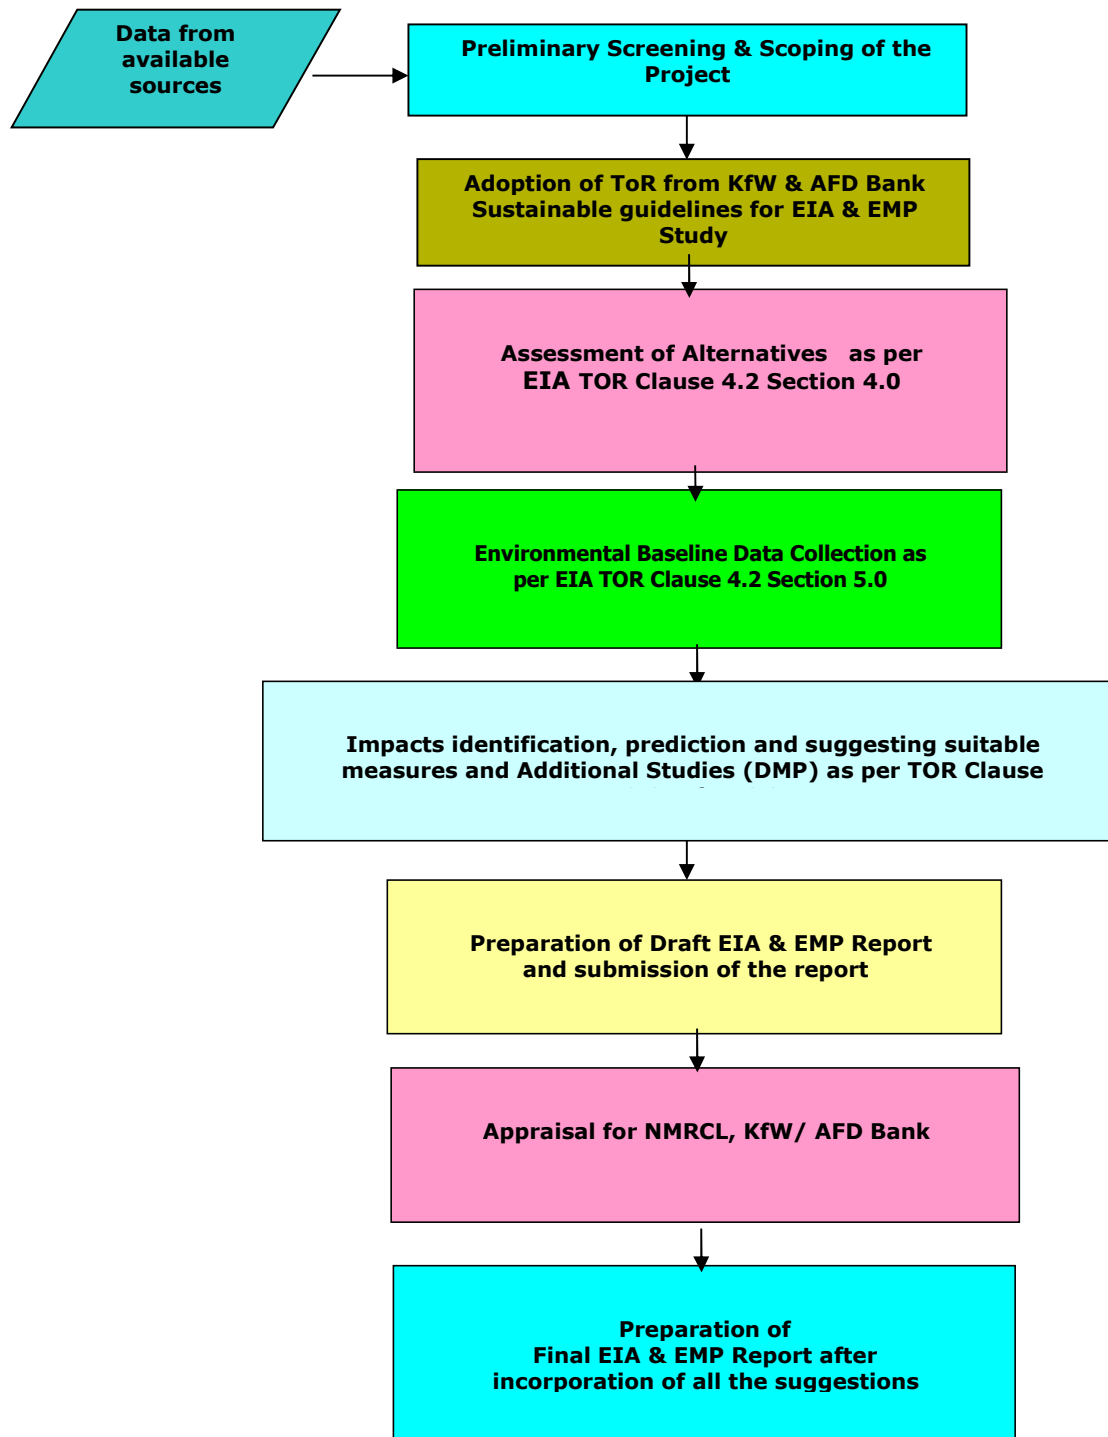 Data from
available
sources
Preliminary Screening & Scoping of the
Project
Adoption of ToR from KfW & AFD Bank
Sustainable guidelines for EIA & EMP
Study
Assessment of Alternatives as per
EIA TOR Clause 4.2 Section 4.0
Environmental Baseline Data Collection as
per EIA TOR Clause 4.2 Section 5.0
Impacts identification, prediction and suggesting suitable
measures and Additional Studies (DMP) as per TOR Clause
Preparation of Draft EIA & EMP Report
and submission of the report
Appraisal for NMRCL, KfW/ AFD Bank
Preparation of
Final EIA & EMP Report after
incorporation of all the suggestions